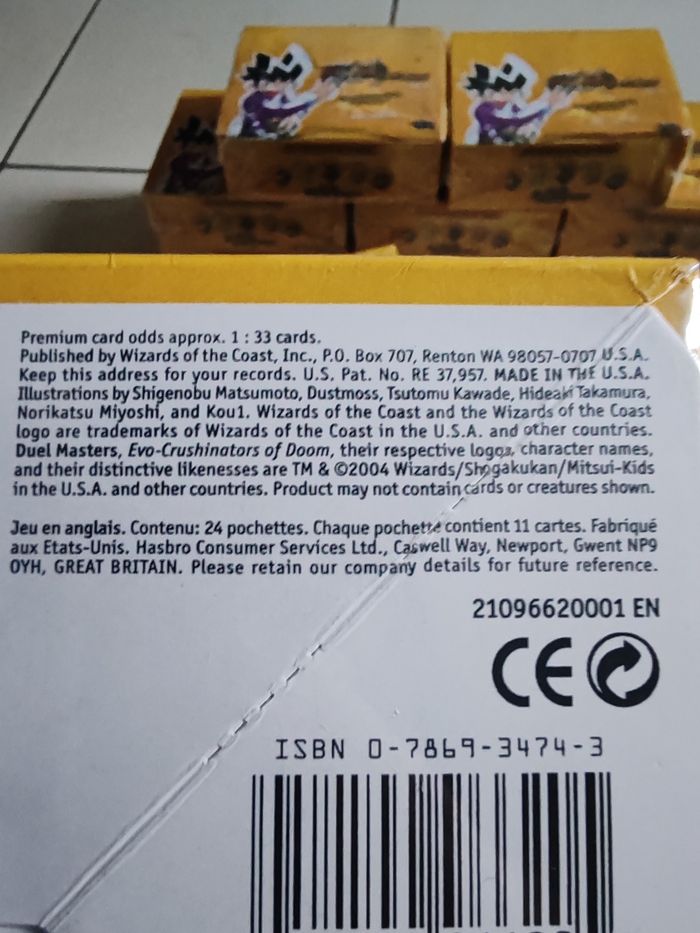 Premium card odds approx. 1 : 33 cards.
Published by Wizards of the Coast, Inc., P.O. Box 707, Renton WA 98057-0707 U.S.A.
Keep this address for your records. U.S. Pat. No. RE 37,957. MADE IN THE U.S.A.
Illustrations by Shigenobu Matsumoto, Dustmoss, Tsutomu Kawade, Hideaki Takamura,
Norikatsu Miyoshi, and Kou1. Wizards of the Coast and the Wizards of the Coast
logo are trademarks of Wizards of the Coast in the U.S.A. and other countries.
Duel Masters, Evo-Crushinators of Doom, their respective logos, character names,
and their distinctive likenesses are TM & ©2004 Wizards/Shogakukan/Mitsui-Kids
in the U.S.A. and other countries. Product may not contain cards or creatures shown.
Jeu en anglais. Contenu: 24 pochettes. Chaque pochette contient 11 cartes. Fabriqué
aux Etats-Unis. Hasbro Consumer Services Ltd., Caswell Way, Newport, Gwent NP9
0YH, GREAT BRITAIN. Please retain our company details for future reference.
21096620001 EN
CE
ISBN 0-7869-3474-3